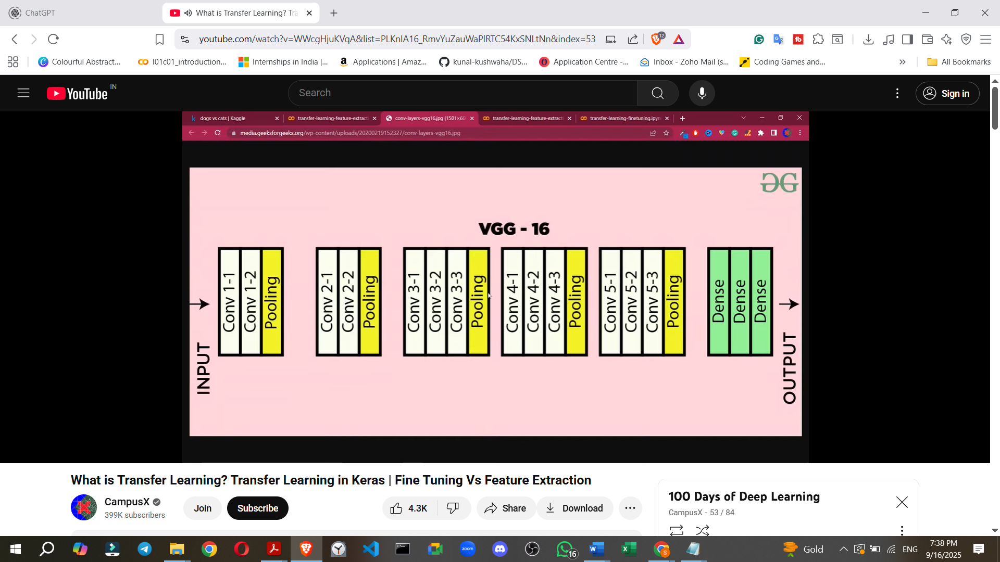 ChatGPT
What is Transfer Learning? Tra
youtube.com/watch?v=WWcgHjuKVqA&list=PLKnIA16_RmvYuZauWaPlRTC54KxSNLtNn&index=53
12
Colourful Abstract...
l01c01_introduction...
Internships in India |...
Applications | Amaz...
kunal-kushwaha/DS...
Application Centre -...
Inbox - Zoho Mail (s...
Coding Games and...
All Bookmarks
YouTube IN
Search
Sign in
dogs vs cats | Kaggle
transfer-learning-feature-extracti
conv-layers-vgg16.jpg (1501×66
transfer-learning-feature-extracti
transfer-learning-finetuning.ipyn
media.geeksforgeeks.org/wp-content/uploads/20200219152327/conv-layers-vgg16.jpg
VGG - 16
INPUT
Conv 1-1
Conv 1-2
Pooling
Conv 2-1
Conv 2-2
Pooling
Conv 3-1
Conv 3-2
Conv 3-3
Pooling
Conv 4-1
Conv 4-2
Conv 4-3
Pooling
Conv 5-1
Conv 5-2
Conv 5-3
Pooling
Dense
Dense
Dense
OUTPUT
What is Transfer Learning? Transfer Learning in Keras | Fine Tuning Vs Feature Extraction
CampusX
399K subscribers
Join
Subscribe
4.3K
Share
Download
100 Days of Deep Learning
CampusX - 53 / 84
zoom
16
Gold
ENG
7:38 PM
9/16/2025